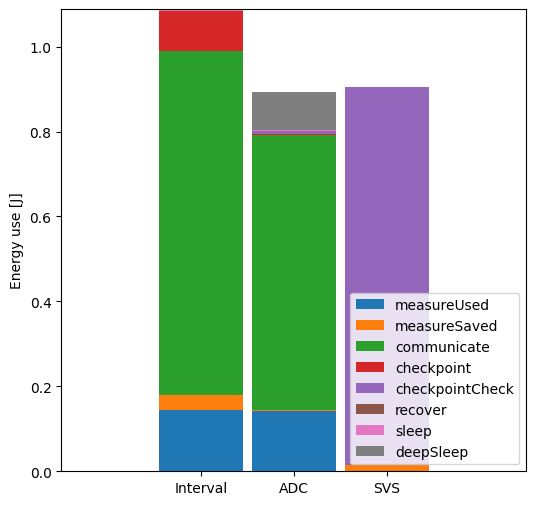 Energy use [J]
1.0
0.8
0.6
0.4
0.2
0.0
Interval
ADC
SVS
measureUsed
measureSaved
communicate
checkpoint
checkpointCheck
recover
sleep
deepSleep